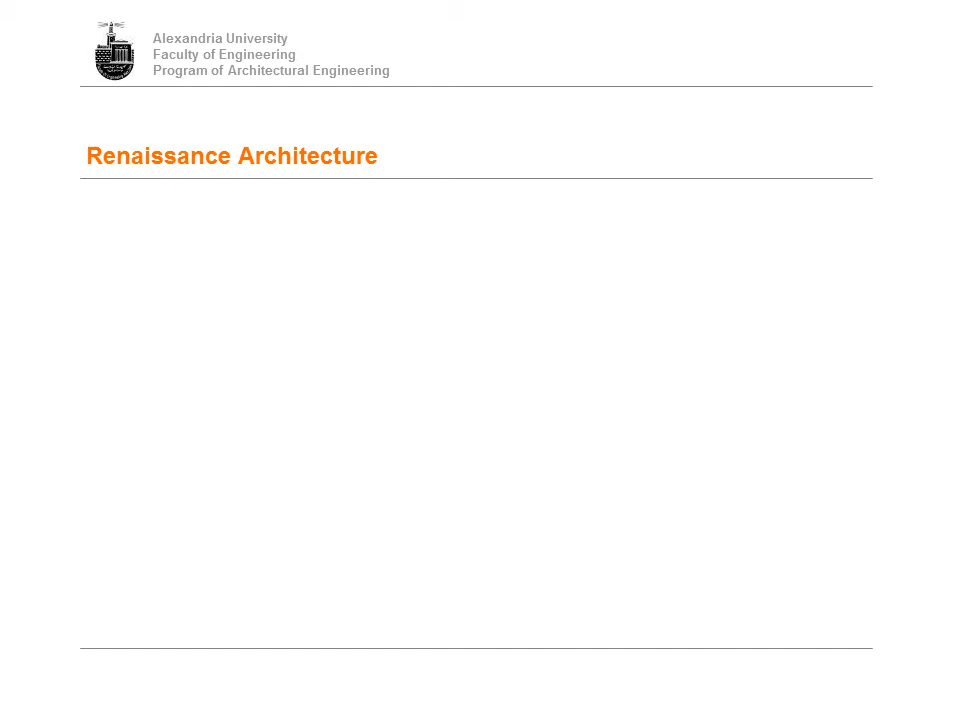 Alexandria University
Faculty of Engineering
Program of Architectural Engineering
Renaissance Architecture